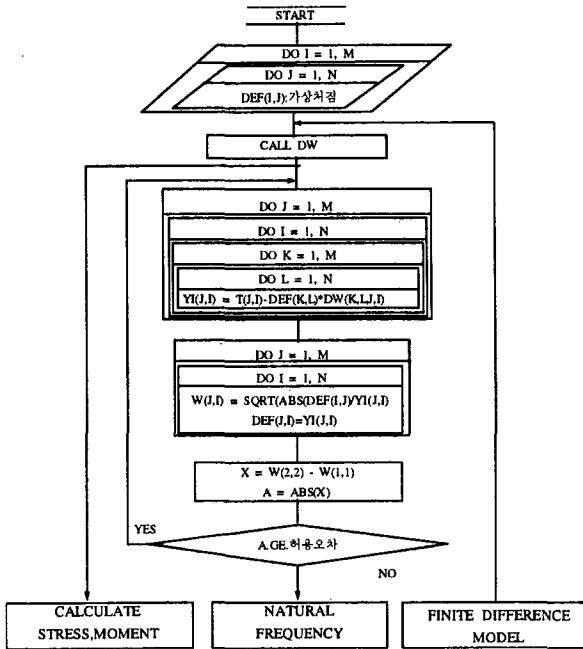 START
DO I = 1, M
DO J = 1, N
DEF(I,J):가상처짐
CALL DW
DO J = 1, M
DO I = 1, N
DO K = 1, M
DO L = 1, N
YI(J,I) = T(J,I)-DEF(K,L)*DW(K,L,J,I)
DO J = 1, M
DO I = 1, N
W(J,I) = SQRT(ABS(DEF(I,J)/YI(J,I)
DEF(J,I)=YI(J,I)
X = W(2,2) - W(1,1)
A = ABS(X)
YES
A.GE.허용오차
NO
CALCULATE
STRESS,MOMENT
NATURAL
FREQUENCY
FINITE DIFFERENCE
MODEL